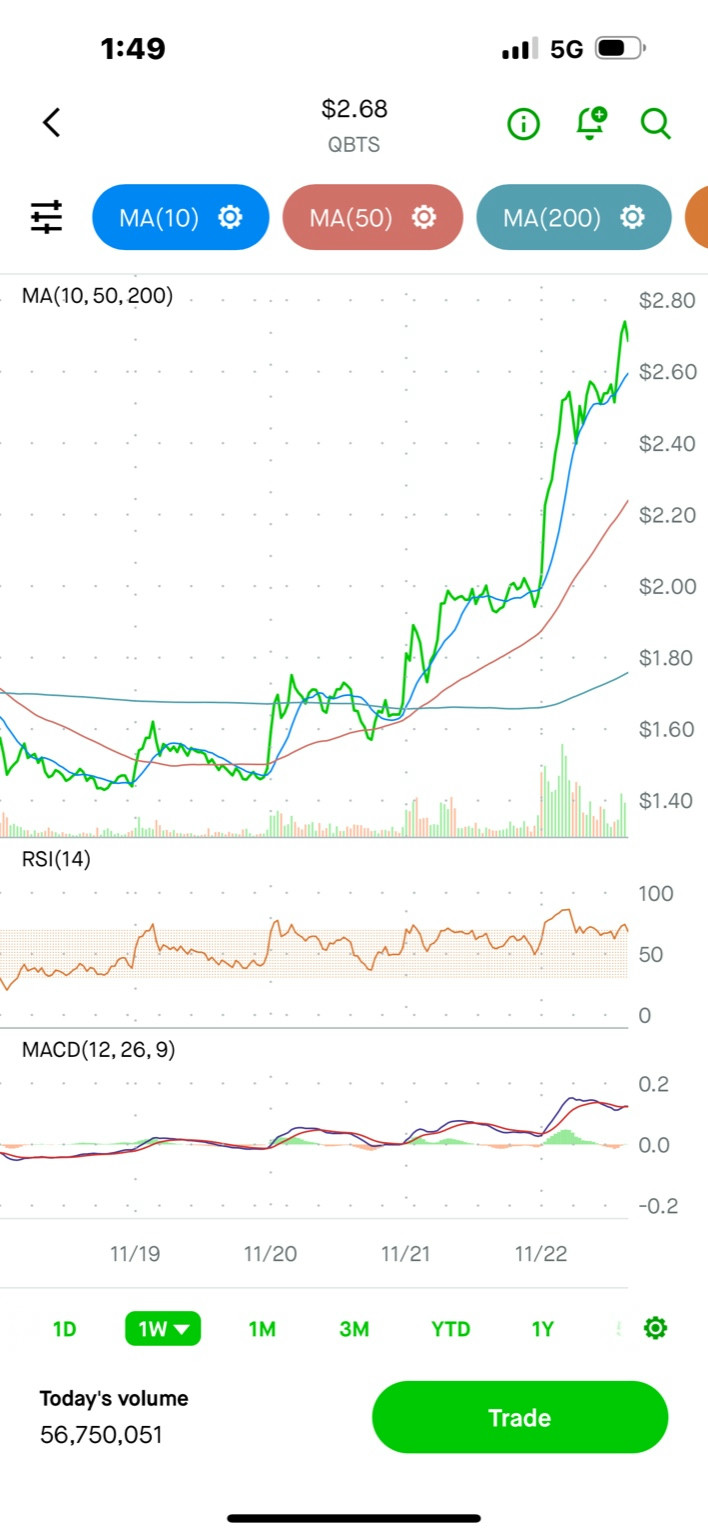 1:49 5G
$2.68
QBTS
MA(10) MA(50) MA(200)
MA(10, 50, 200)
$2.80
$2.60
$2.40
$2.20
$2.00
$1.80
$1.60
$1.40
RSI(14)
100
50
0
MACD(12, 26, 9)
0.2
0.0
-0.2
11/19 11/20 11/21 11/22
1D 1W 1M 3M YTD 1Y
Today's volume
56,750,051
Trade